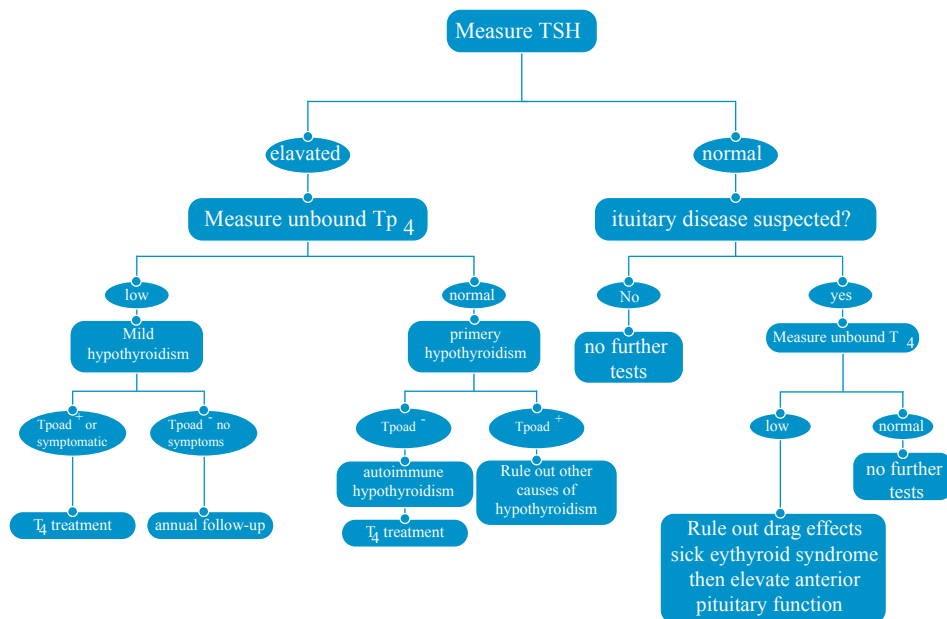 Measure TSH
elavated
normal
Measure unbound Tp 4
ituitary disease suspected?
low
normal
No
yes
Mild
hypothyroidism
primery
hypothyroidism
no further
tests
Measure unbound T 4
Tpoad + or
symptomatic
Tpoad - no
symptoms
Tpoad -
Tpoad +
low
normal
autoimmune
hypothyroidism
Rule out other
causes of
hypothyroidism
no further
tests
T4 treatment
annual follow-up
T4 treatment
Rule out drag effects
sick eythyroid syndrome
then elevate anterior
pituitary function